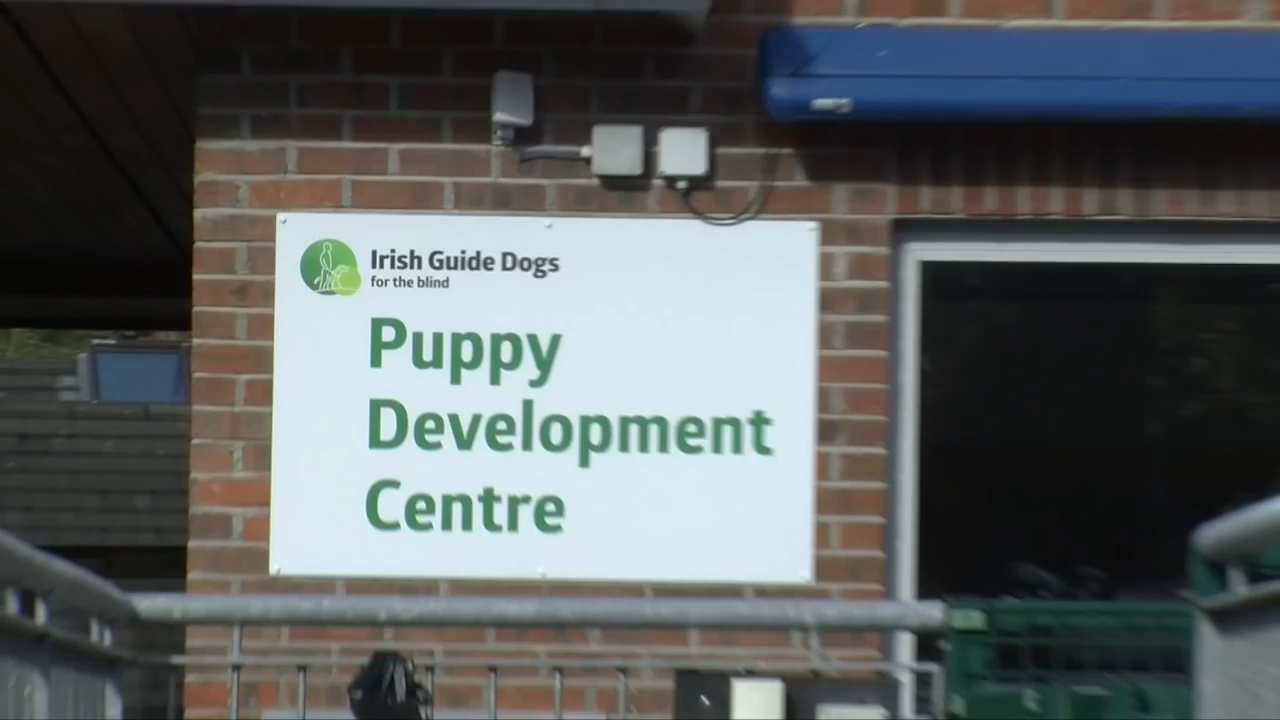 Irish Guide Dogs
for the blind
Puppy
Development
Centre